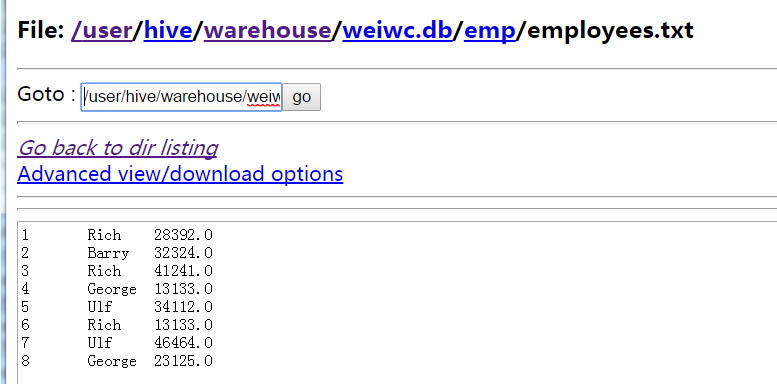 File: /user/hive/warehouse/weiwc.db/emp/employees.txt
Goto : /user/hive/warehouse/weiw go
Go back to dir listing
Advanced view/download options
1 Rich 28392.0
2 Barry 32324.0
3 Rich 41241.0
4 George 13133.0
5 Ulf 34112.0
6 Rich 13133.0
7 Ulf 46464.0
8 George 23125.0